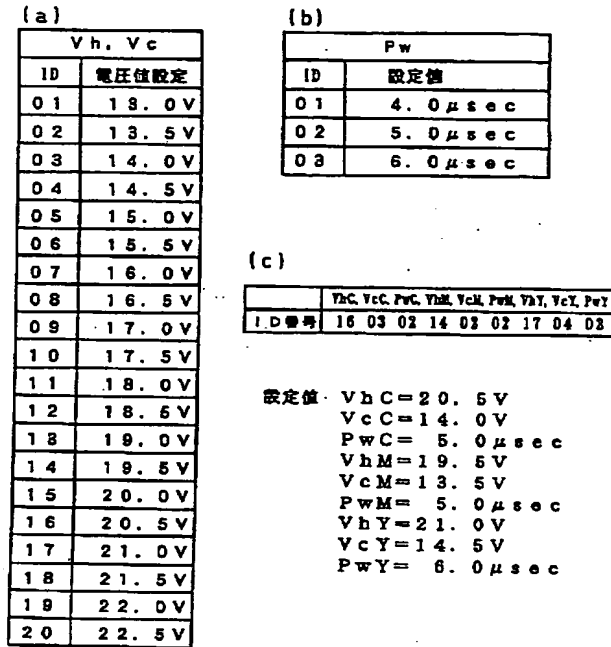 (a)
Vh, Vc
ID 電圧値設定
01 13.0V
02 13.5V
03 14.0V
04 14.5V
05 15.0V
06 15.5V
07 16.0V
08 16.5V
09 17.0V
10 17.5V
11 18.0V
12 18.5V
13 19.0V
14 19.5V
15 20.0V
16 20.5V
17 21.0V
18 21.5V
19 22.0V
20 22.5V
(b)
Pw
ID 設定値
01 4.0μsec
02 5.0μsec
03 6.0μsec
(c)
VhC, VcC, PwC, VhM, VcM, PwM, VhY, VcY, PwY
ID番号 16 03 02 14 02 02 17 04 03
設定値 VhC=20.5V
VcC=14.0V
PwC= 5.0μsec
VhM=19.5V
VcM=13.5V
PwM= 5.0μsec
VhY=21.0V
VcY=14.5V
PwY= 6.0μsec